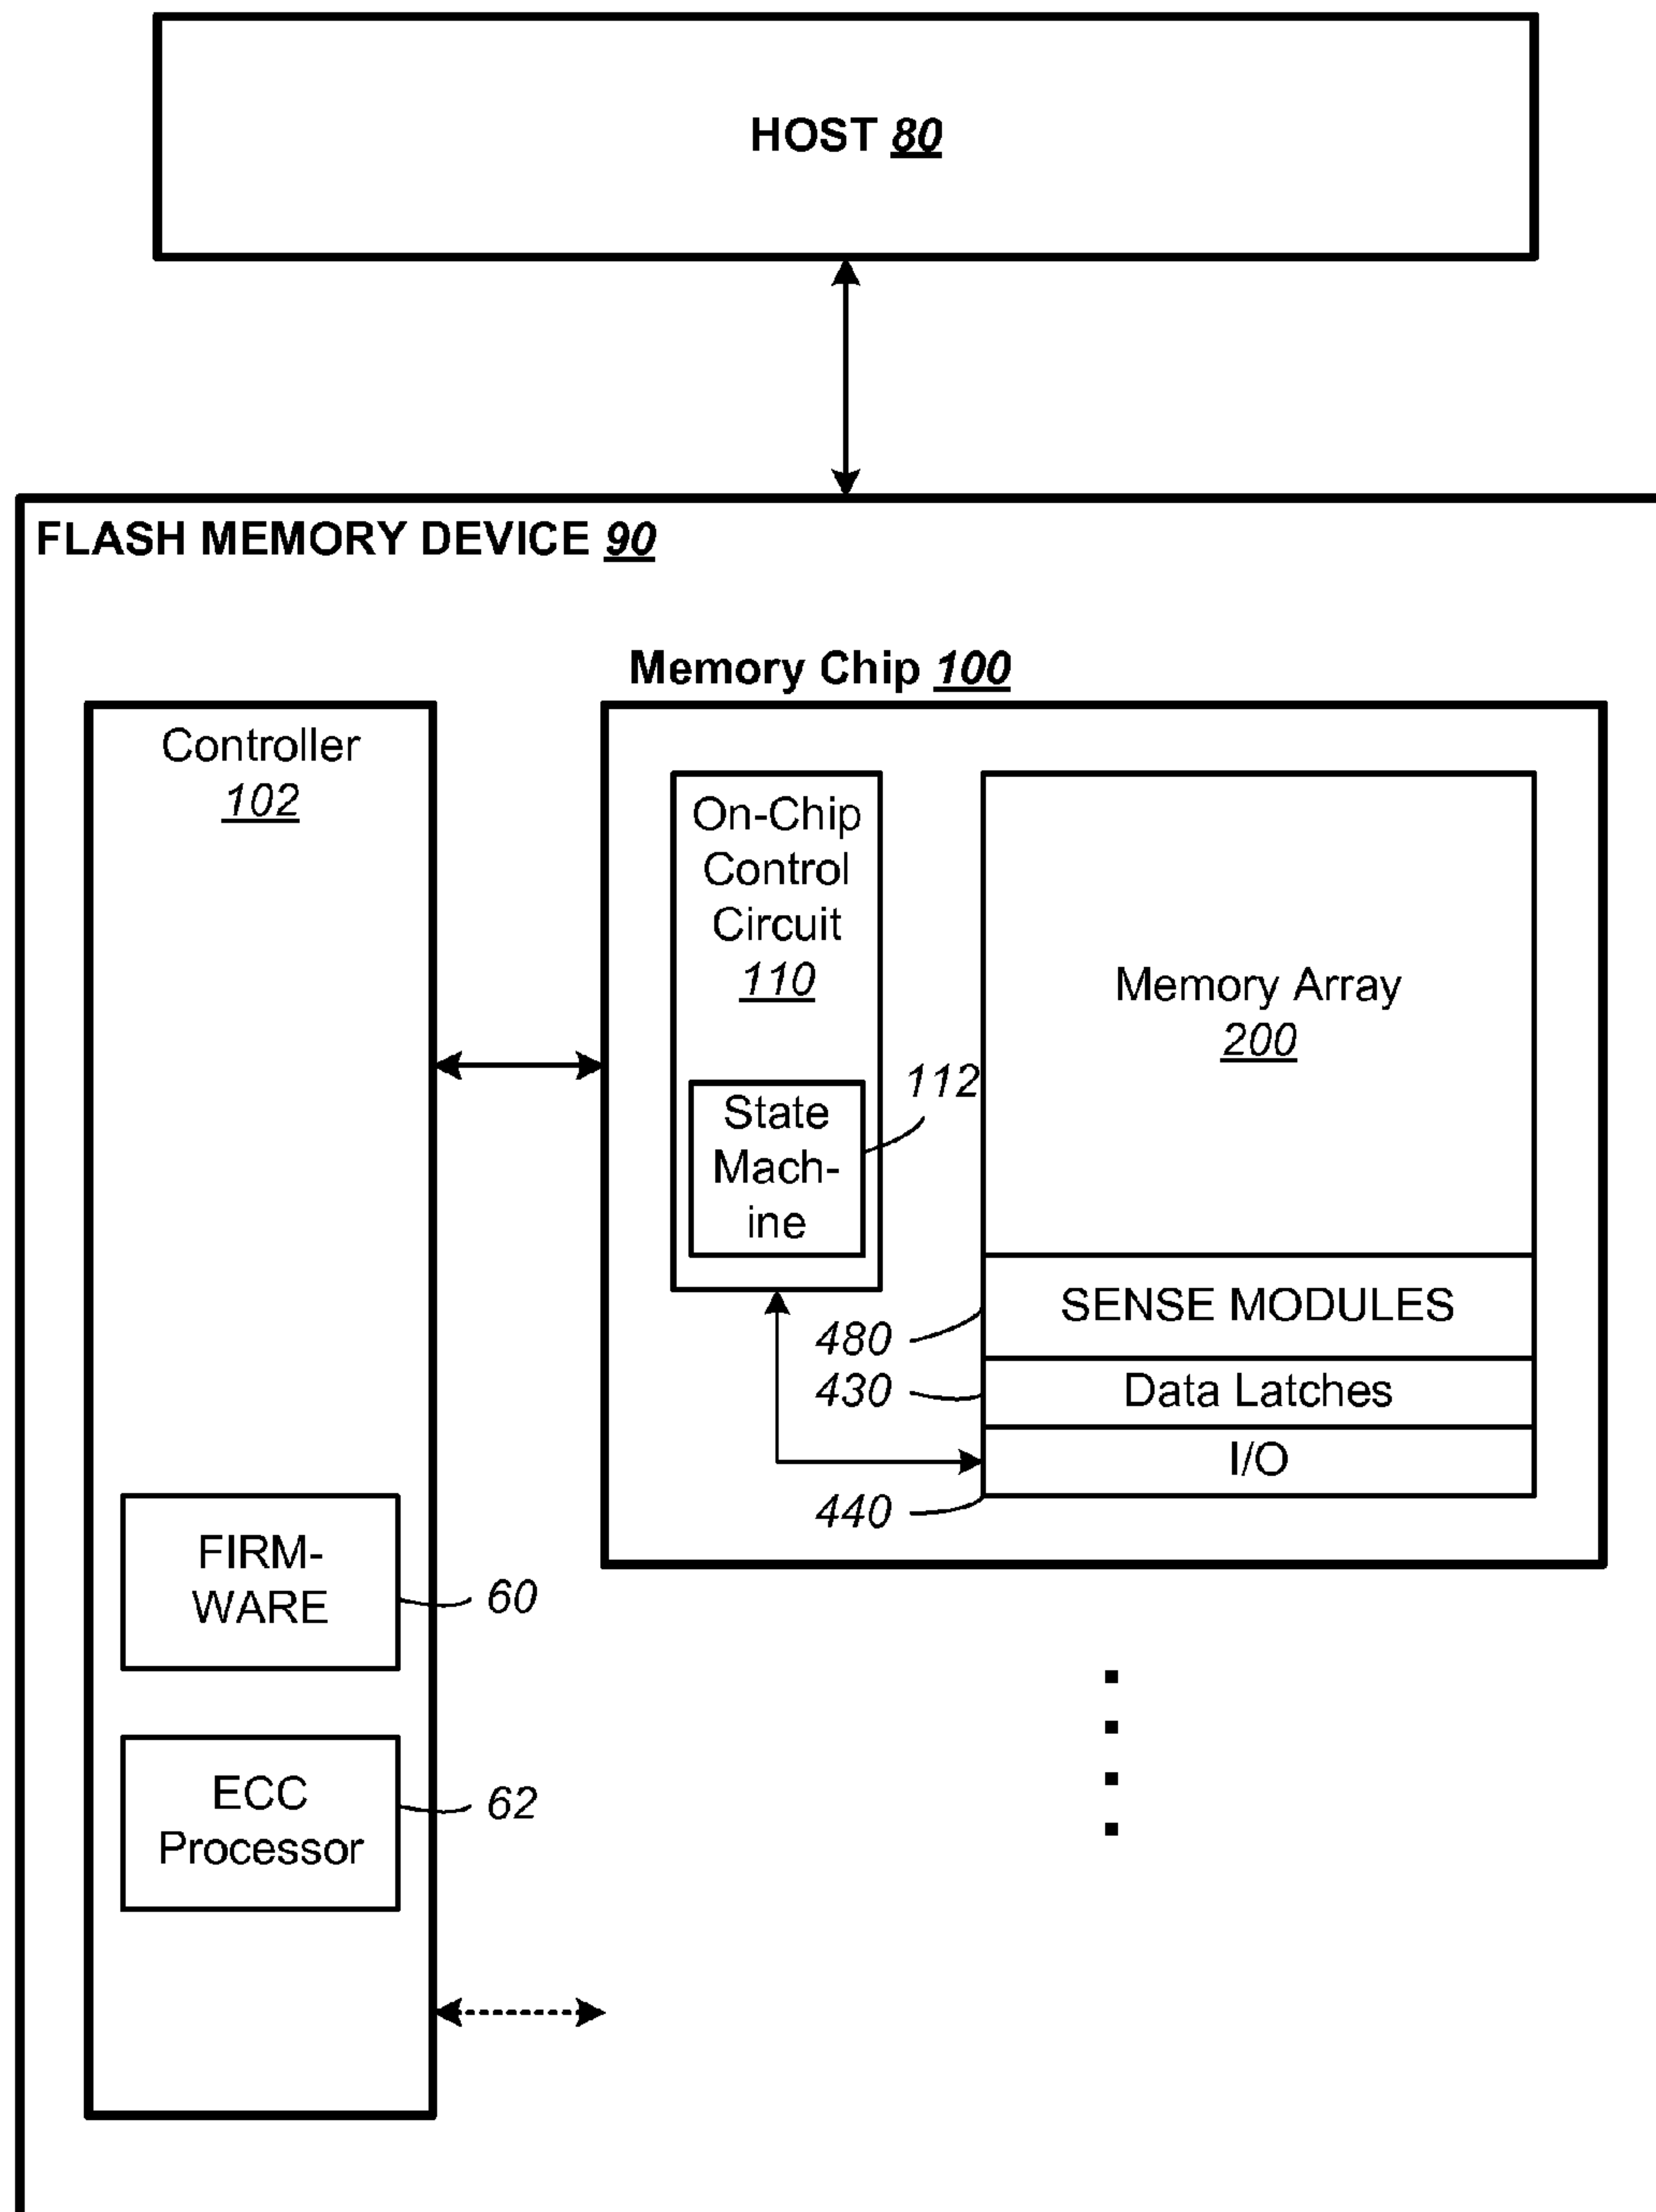 HOST 80
FLASH MEMORY DEVICE 90
Memory Chip 100
Controller
102
On-Chip
Control
Circuit
110
Memory Array
200
112
State
Mach-
ine
SENSE MODULES
480
430
Data Latches
I/O
440
FIRM-
WARE
60
ECC
Processor
62